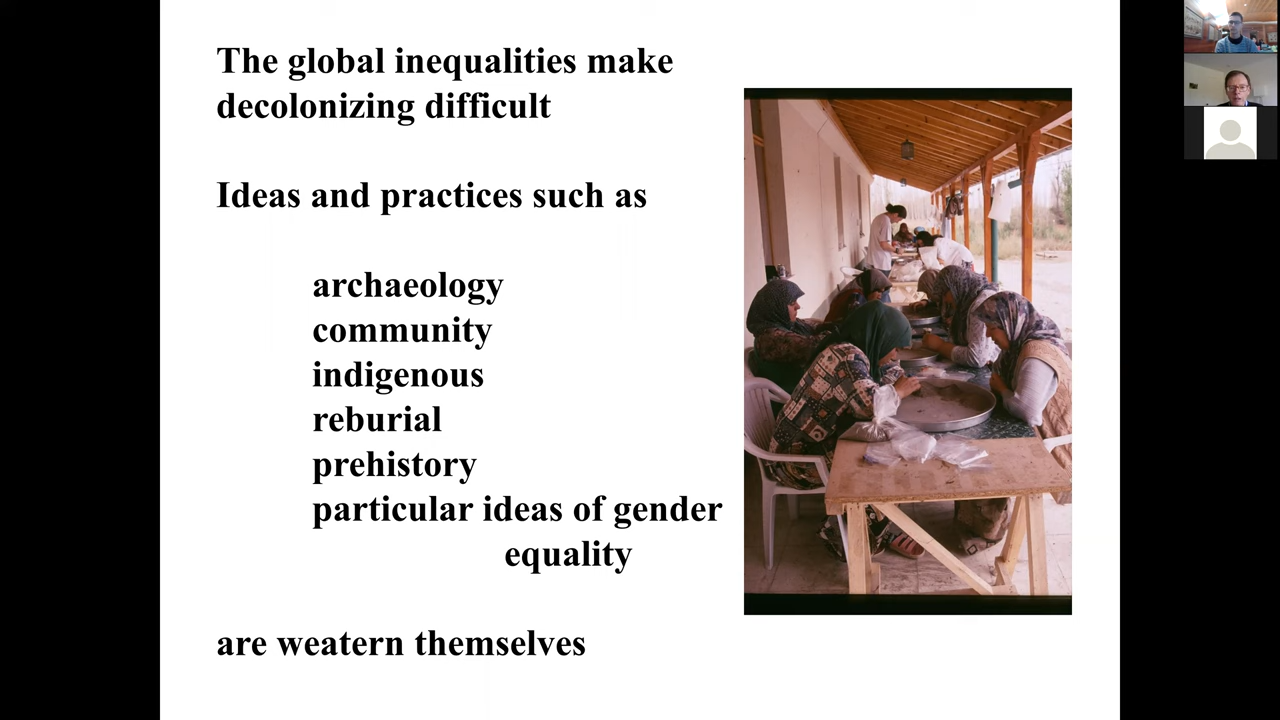 The global inequalities make
decolonizing difficult
Ideas and practices such as
archaeology
community
indigenous
reburial
prehistory
particular ideas of gender
equality
are weatern themselves